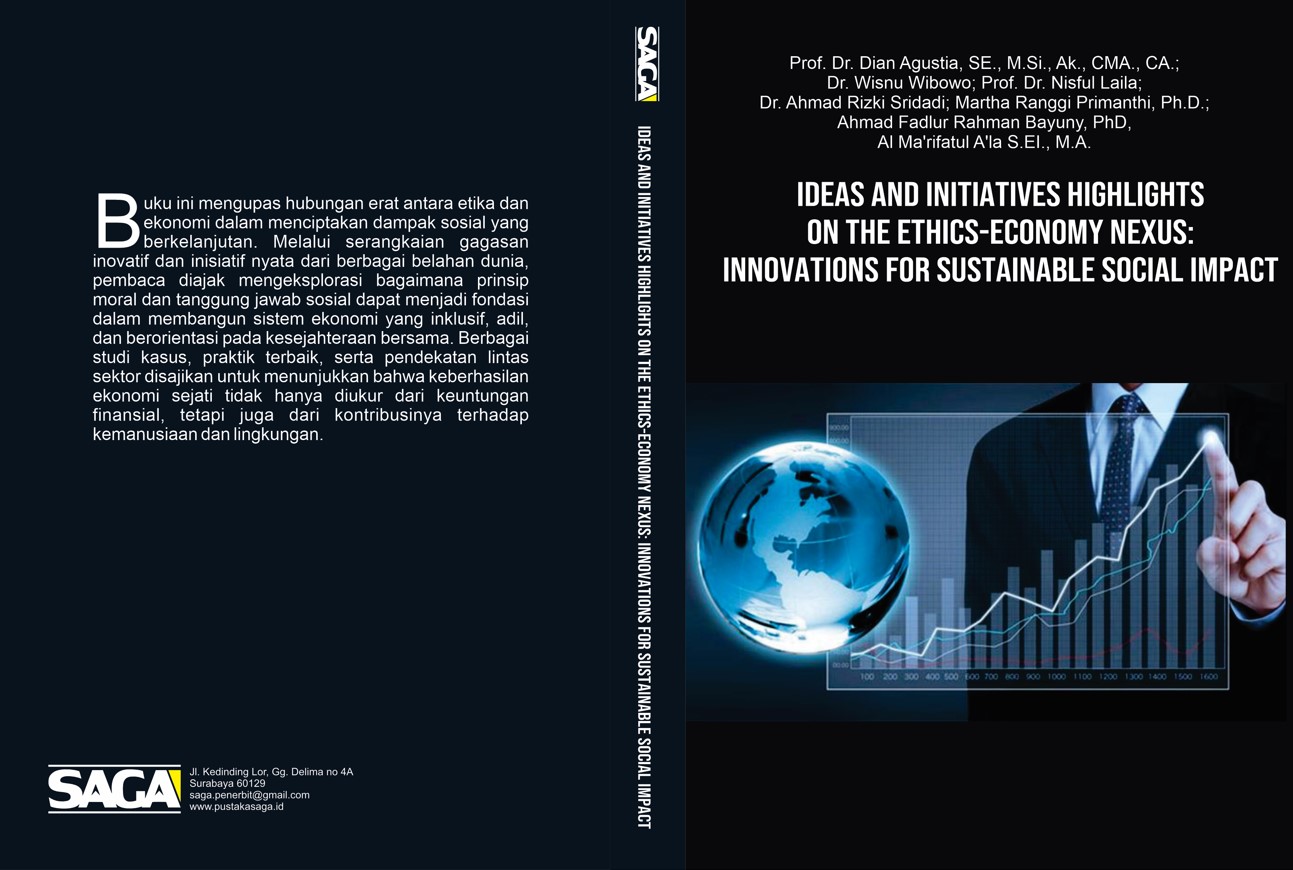 Buku ini mengupas hubungan erat antara etika dan
ekonomi dalam menciptakan dampak sosial yang
berkelanjutan. Melalui serangkaian gagasan
inovatif dan inisiatif nyata dari berbagai belahan dunia,
pembaca diajak mengeksplorasi bagaimana prinsip
moral dan tanggung jawab sosial dapat menjadi fondasi
dalam membangun sistem ekonomi yang inklusif, adil,
dan berorientasi pada kesejahteraan bersama. Berbagai
studi kasus, praktik terbaik, serta pendekatan lintas
sektor disajikan untuk menunjukkan bahwa keberhasilan
ekonomi sejati tidak hanya diukur dari keuntungan
finansial, tetapi juga dari kontribusinya terhadap
kemanusiaan dan lingkungan.
SAGA
Jl. Kedinding Lor, Gg. Delima no 4A
Surabaya 60129
saga.penerbit@gmail.com
www.pustakasaga.id
SAGA
IDEAS AND INITIATIVES HIGHLIGHTS ON THE ETHICS-ECONOMY NEXUS: INNOVATIONS FOR SUSTAINABLE SOCIAL IMPACT
Prof. Dr. Dian Agustia, SE., M.Si., Ak., CMA., CA.;
Dr. Wisnu Wibowo; Prof. Dr. Nisful Laila;
Dr. Ahmad Rizki Sridadi; Martha Ranggi Primanthi, Ph.D.;
Ahmad Fadlur Rahman Bayuny, PhD,
Al Ma'rifatul A'la S.EI., M.A.
IDEAS AND INITIATIVES HIGHLIGHTS
ON THE ETHICS-ECONOMY NEXUS:
INNOVATIONS FOR SUSTAINABLE SOCIAL IMPACT
100 200 300 400 500 600 700 800 900 1000 1100 1200 1300 1400 1500 1600